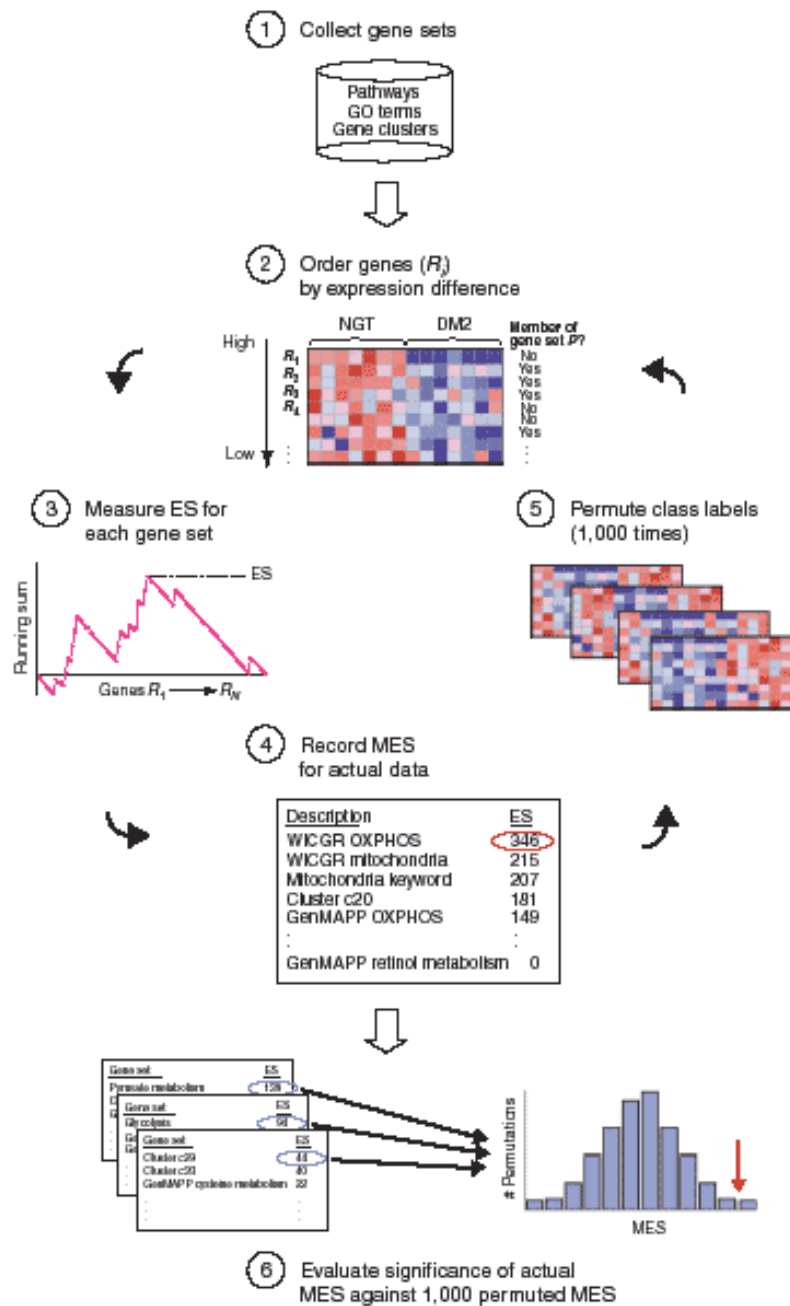 1 Collect gene sets
Pathways
GO terms
Gene clusters
2 Order genes (Ri)
by expression difference
NGT DM2 Member of
gene set P?
High
R1 No
R2 Yes
Yes
R3 Yes
R4 No
No
Yes
Low
3 Measure ES for
each gene set
ES
Running sum
Genes R1 RN
5 Permute class labels
(1,000 times)
4 Record MES
for actual data
Description ES
WICGR OXPHOS 346
WICGR mitochondria 215
Mitochondria keyword 207
Cluster c20 181
GenMAPP OXPHOS 149
GenMAPP retinol metabolism 0
Gene set ES
Pyruvate metabolism
Gene set ES
Glycolysis
Gene set ES
Cluster c29 44
Cluster c23 40
GenMAPP cysteine metabolism 22
# Permutations
MES
6 Evaluate significance of actual
MES against 1,000 permuted MES